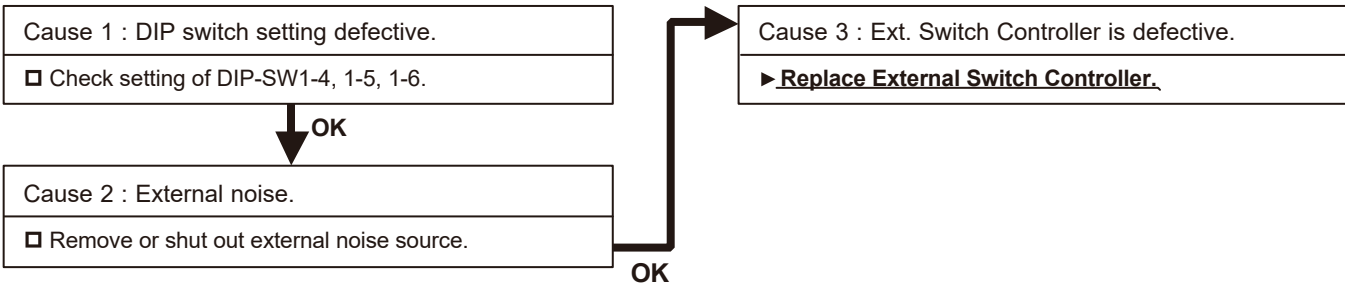 Cause 1 : DIP switch setting defective.
☐ Check setting of DIP-SW1-4, 1-5, 1-6.
OK
Cause 2 : External noise.
☐ Remove or shut out external noise source.
OK
Cause 3 : Ext. Switch Controller is defective.
►Replace External Switch Controller.